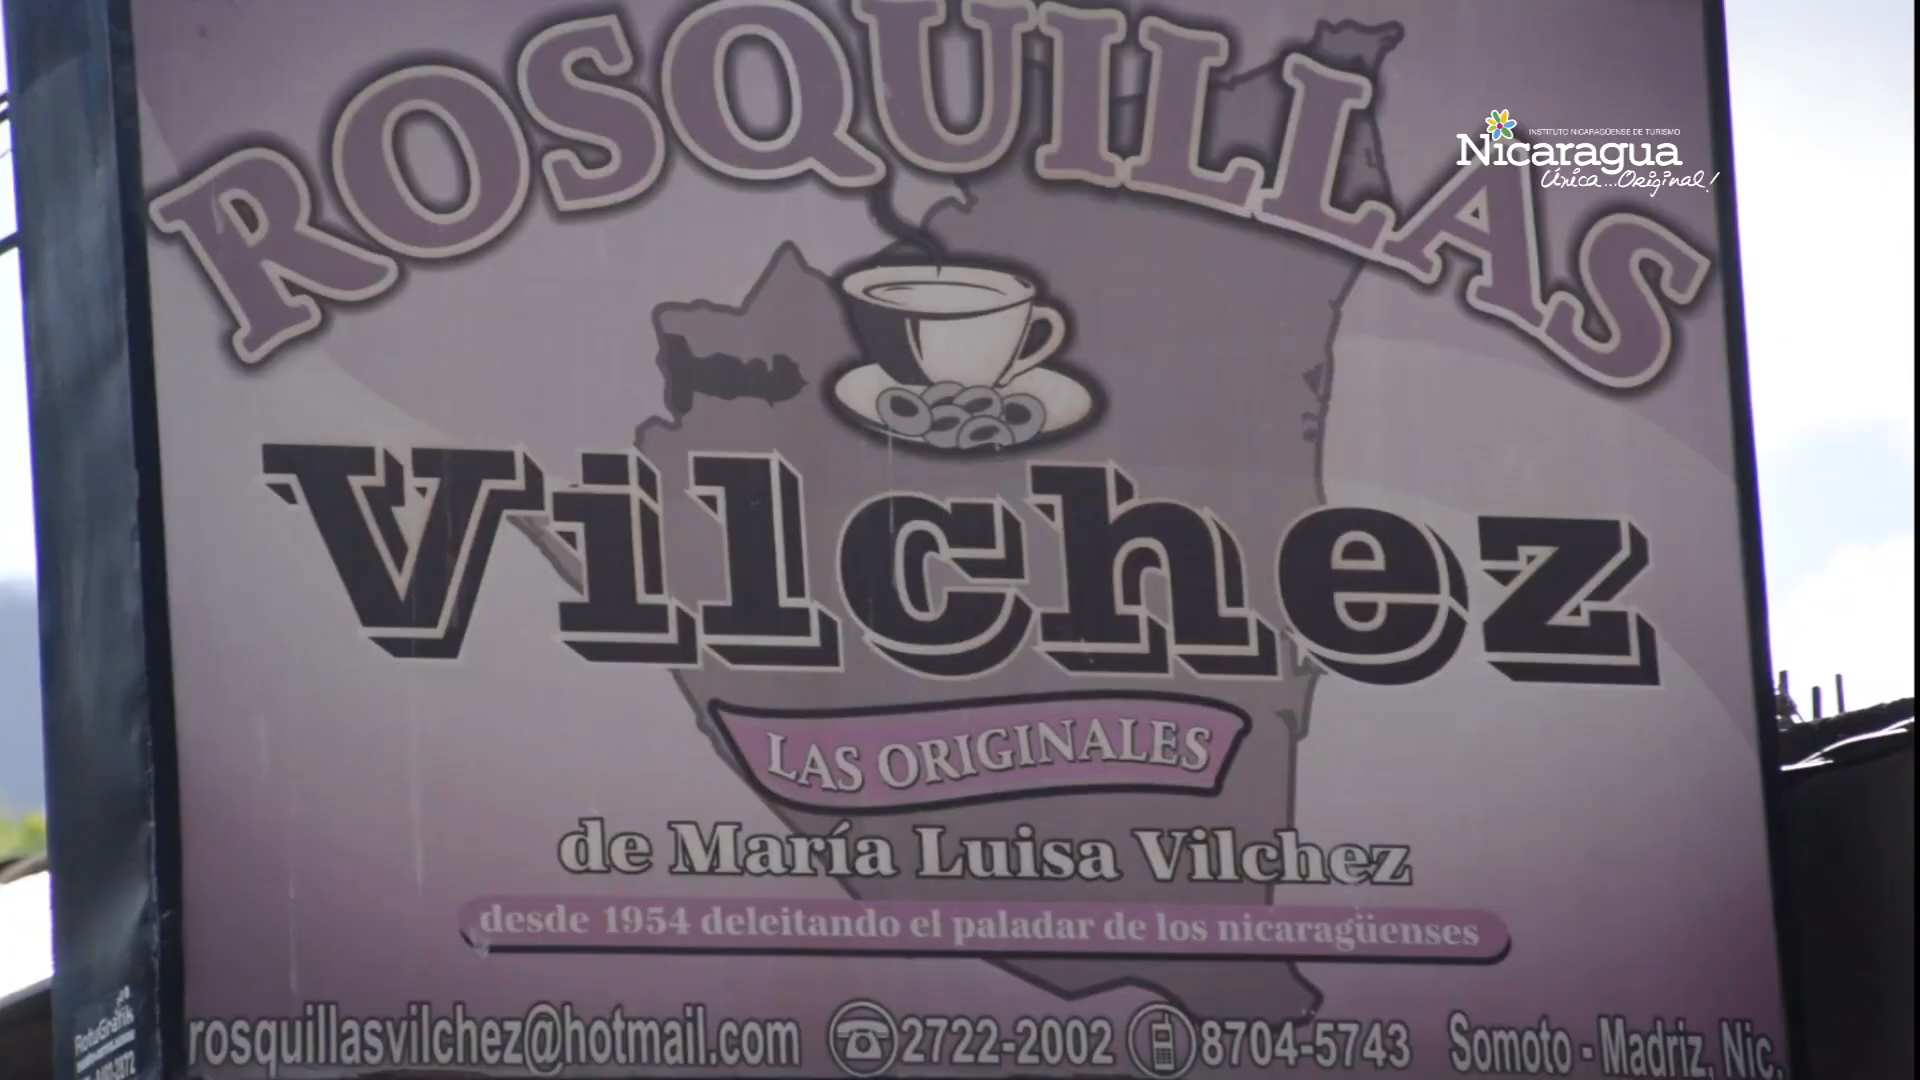 ROSQUILLAS
INSTITUTO NICARAGÜENSE DE TURISMO
Nicaragua
Única...Original!
Vilchez
LAS ORIGINALES
de María Luisa Vilchez
desde 1954 deleitando el paladar de los nicaragüenses
rosquillasvilchez@hotmail.com 2722-2002 8704-5743 Somoto - Madriz, Nic.
RotuGrafik